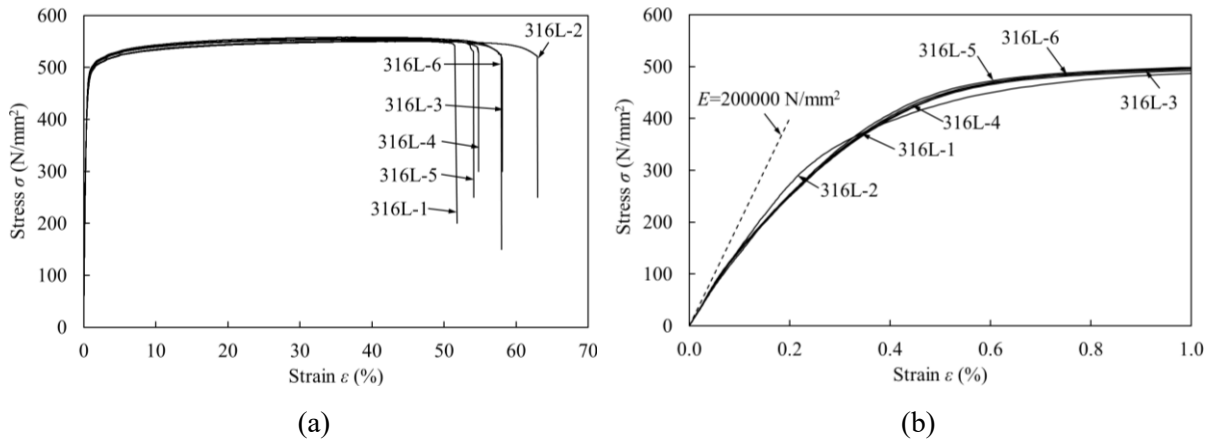 600
500
400
300
200
100
0
Stress σ (N/mm²)
0 10 20 30 40 50 60 70
Strain ε (%)
316L-2
316L-6
316L-3
316L-4
316L-5
316L-1
(a)
600
500
400
300
200
100
0
Stress σ (N/mm²)
0.0 0.2 0.4 0.6 0.8 1.0
Strain ε (%)
E=200000 N/mm²
316L-6
316L-5
316L-3
316L-4
316L-1
316L-2
(b)